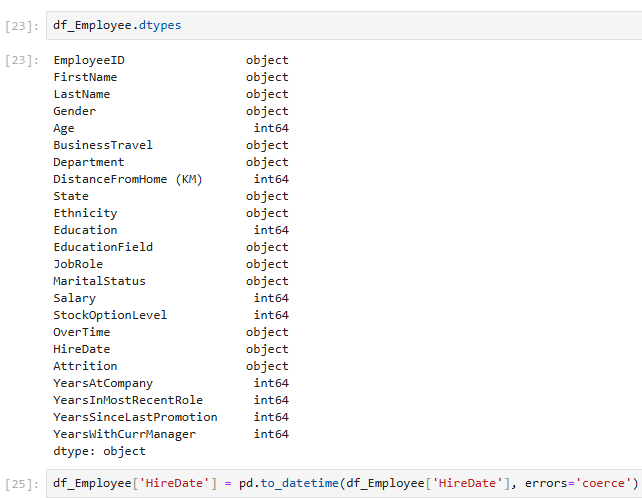 [23]: df_Employee.dtypes
[23]: EmployeeID object
FirstName object
LastName object
Gender object
Age int64
BusinessTravel object
Department object
DistanceFromHome (KM) int64
State object
Ethnicity object
Education int64
EducationField object
JobRole object
MaritalStatus object
Salary int64
StockOptionLevel int64
OverTime object
HireDate object
Attrition object
YearsAtCompany int64
YearsInMostRecentRole int64
YearsSinceLastPromotion int64
YearsWithCurrManager int64
dtype: object
[25]: df_Employee['HireDate'] = pd.to_datetime(df_Employee['HireDate'], errors='coerce')